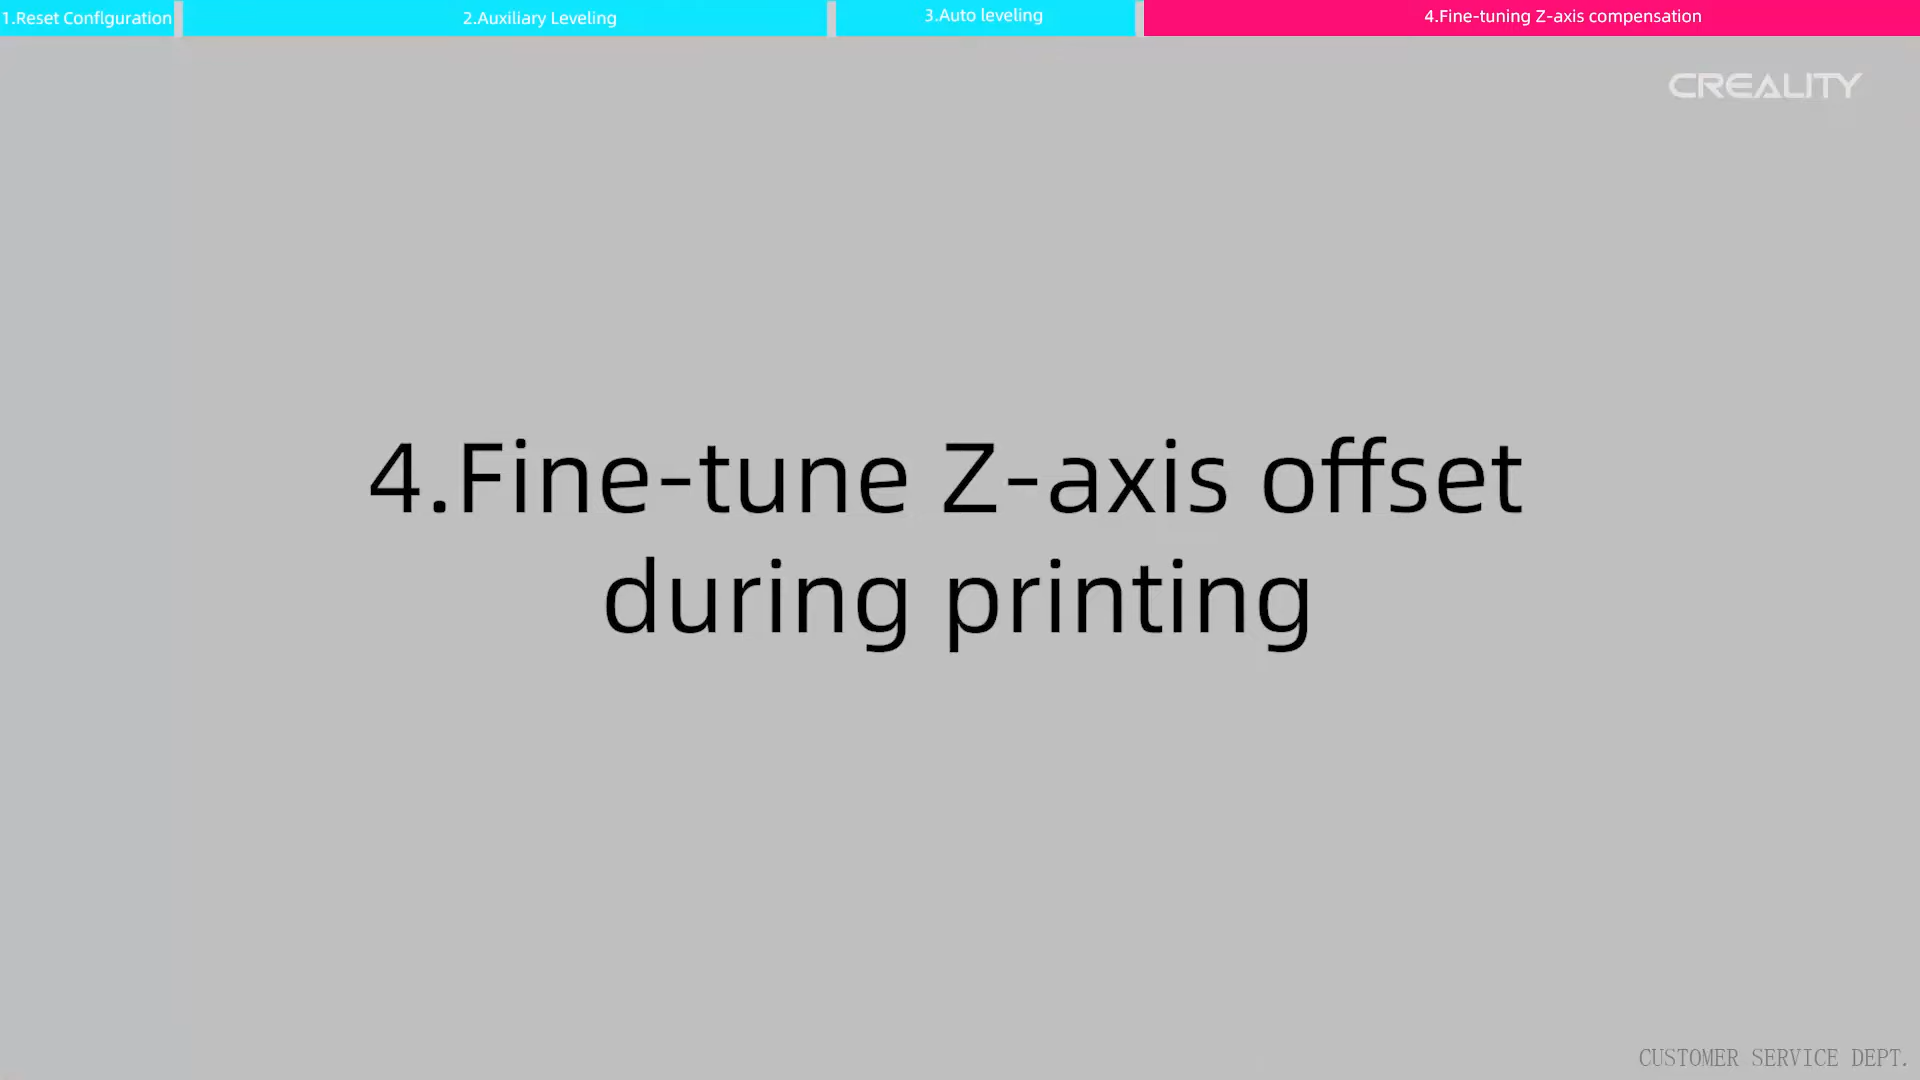 1.Reset Configuration
2.Auxiliary Leveling
3.Auto leveling
4.Fine-tuning Z-axis compensation
CREALITY
4.Fine-tune Z-axis offset
during printing
CUSTOMER SERVICE DEPT.